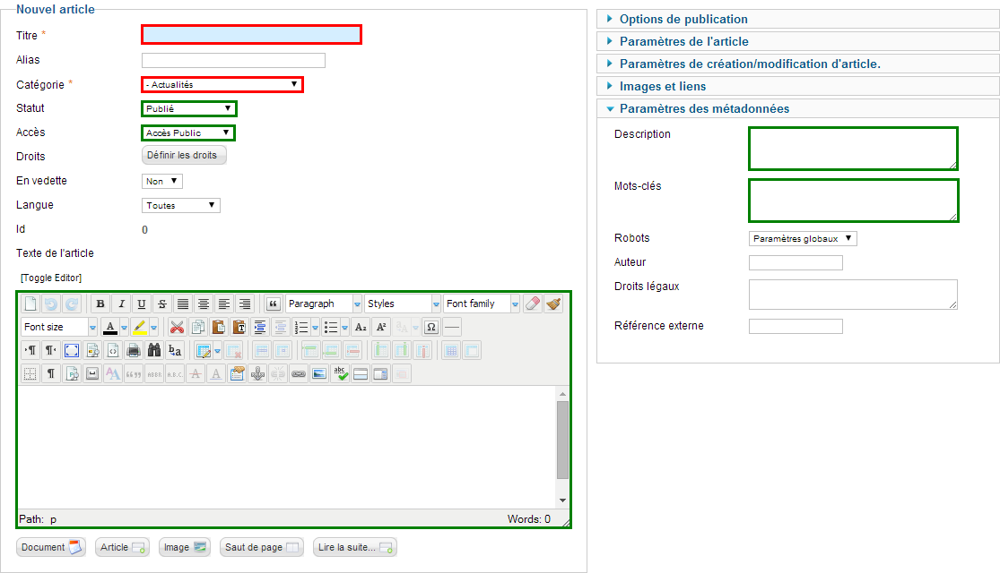 Nouvel article
Titre *
Alias
Catégorie * - Actualités
Statut Publié
Accès Accès Public
Droits Définir les droits
En vedette Non
Langue Toutes
Id 0
Texte de l'article
[Toggle Editor]
B I U S Paragraph Styles Font family
Font size A
Path: p Words: 0
Document Article Image Saut de page Lire la suite...
Options de publication
Paramètres de l'article
Paramètres de création/modification d'article.
Images et liens
Paramètres des métadonnées
Description
Mots-clés
Robots Paramètres globaux
Auteur
Droits légaux
Référence externe